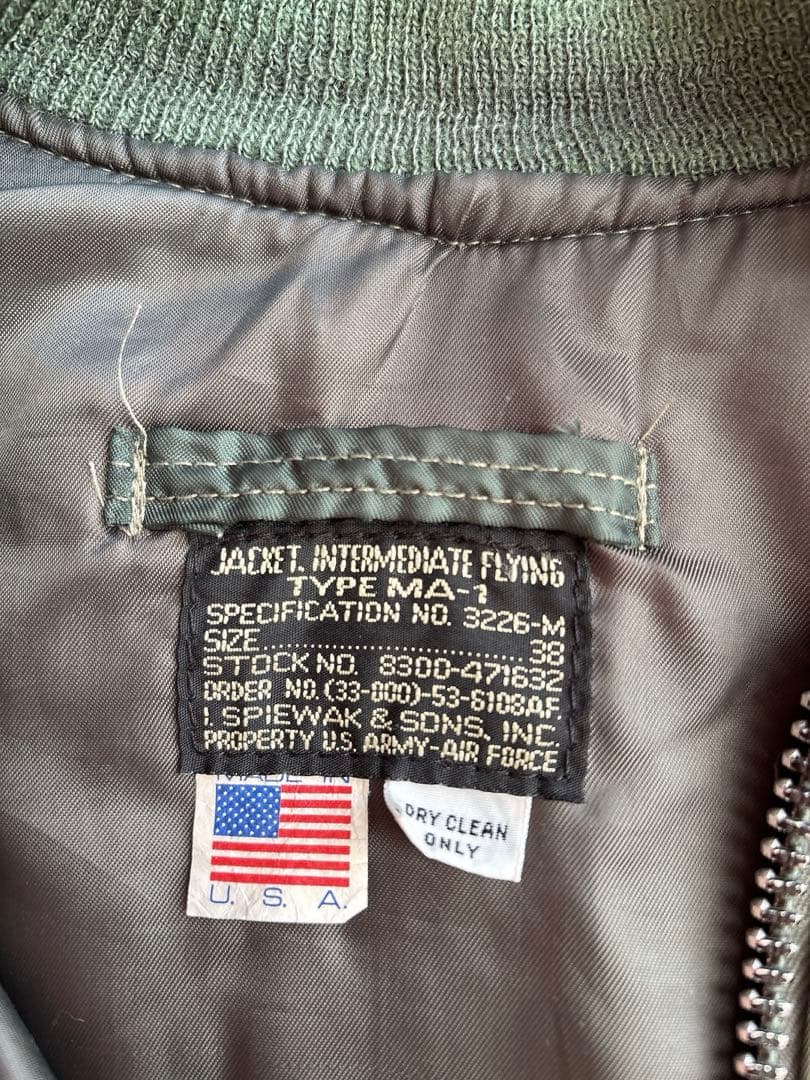 JACKET, INTERMEDIATE FLYING
TYPE MA-1
SPECIFICATION NO. 3226-M
SIZE..............................38
STOCK NO. 8300-471632
ORDER NO.(33-000)-53-6108AF.
I. SPIEWAK & SONS, INC.
PROPERTY U.S. ARMY-AIR FORCE
MADE IN
U. S. A.
DRY CLEAN
ONLY